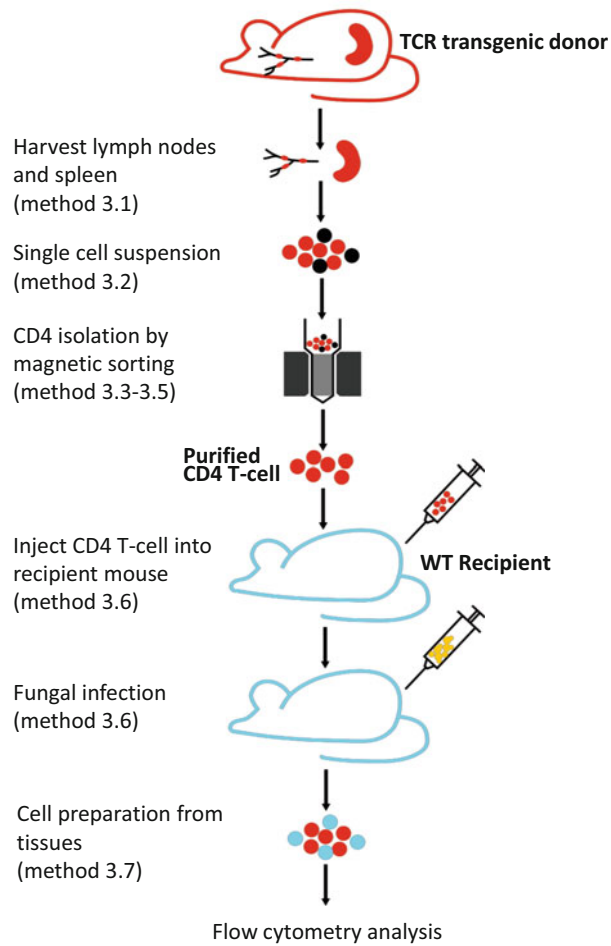 TCR transgenic donor
Harvest lymph nodes
and spleen
(method 3.1)
Single cell suspension
(method 3.2)
CD4 isolation by
magnetic sorting
(method 3.3-3.5)
Purified
CD4 T-cell
Inject CD4 T-cell into
recipient mouse
(method 3.6)
WT Recipient
Fungal infection
(method 3.6)
Cell preparation from
tissues
(method 3.7)
Flow cytometry analysis